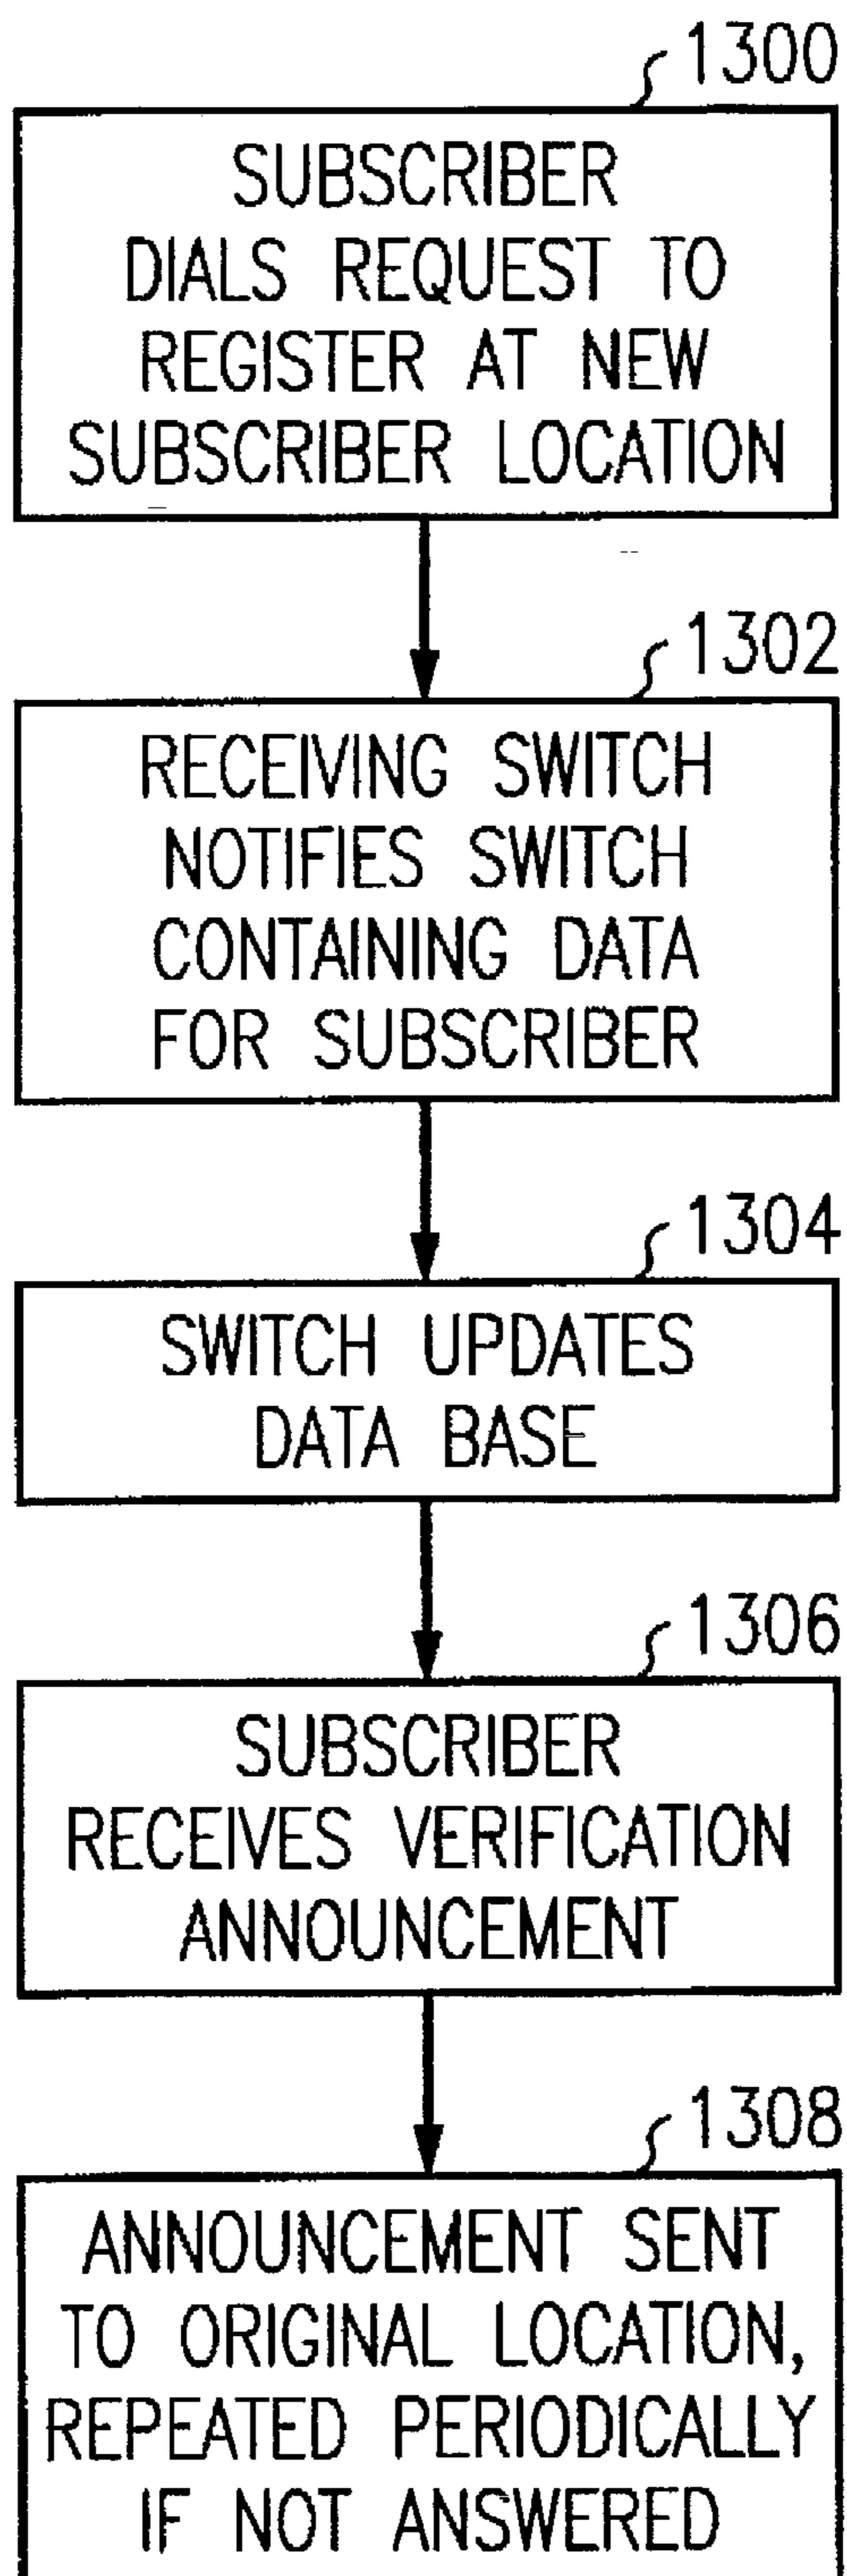 1300
SUBSCRIBER
DIALS REQUEST TO
REGISTER AT NEW
SUBSCRIBER LOCATION
1302
RECEIVING SWITCH
NOTIFIES SWITCH
CONTAINING DATA
FOR SUBSCRIBER
1304
SWITCH UPDATES
DATA BASE
1306
SUBSCRIBER
RECEIVES VERIFICATION
ANNOUNCEMENT
1308
ANNOUNCEMENT SENT
TO ORIGINAL LOCATION,
REPEATED PERIODICALLY
IF NOT ANSWERED